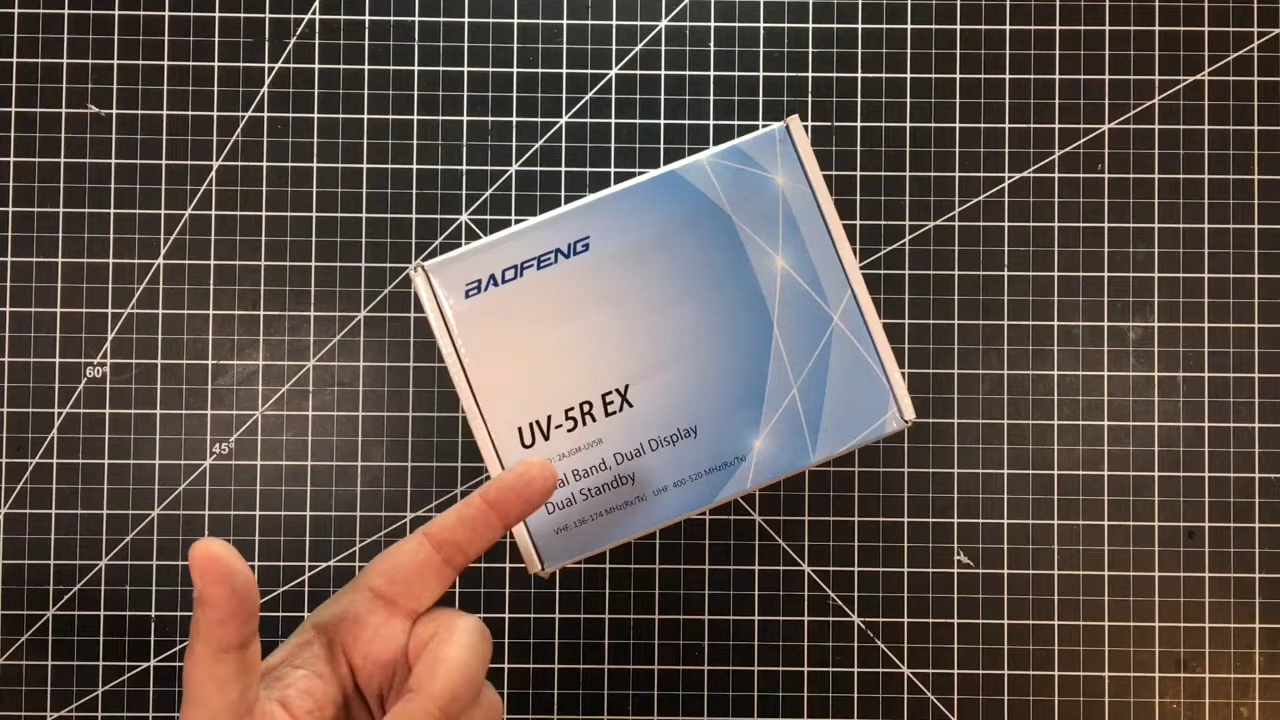 BAOFENG
UV-5R EX
: 2AJGM-UV5R
Band, Dual Display
Dual Standby
VHF: 136-174 MHz(Rx/Tx) UHF: 400-520 MHz(Rx/Tx)
60°
45°